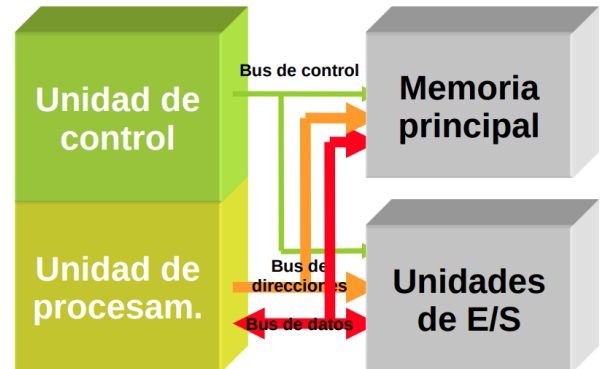 Unidad de
control
Bus de control
Memoria
principal
Unidad de
procesam.
Bus de
direcciones
Bus de datos
Unidades
de E/S